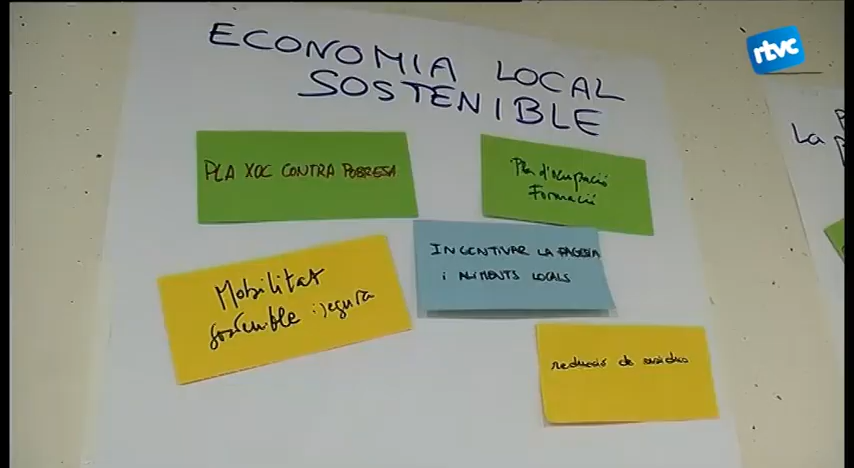 ECONOMIA LOCAL
SOSTENIBLE
rtvc
La
PLA XOC CONTRA POBRESA
Pla d'ocupació
Formació
INCENTIVAR LA PAGESIA
i ALIMENTS LOCALS
Mobilitat
sostenible i segura
reducció de residus